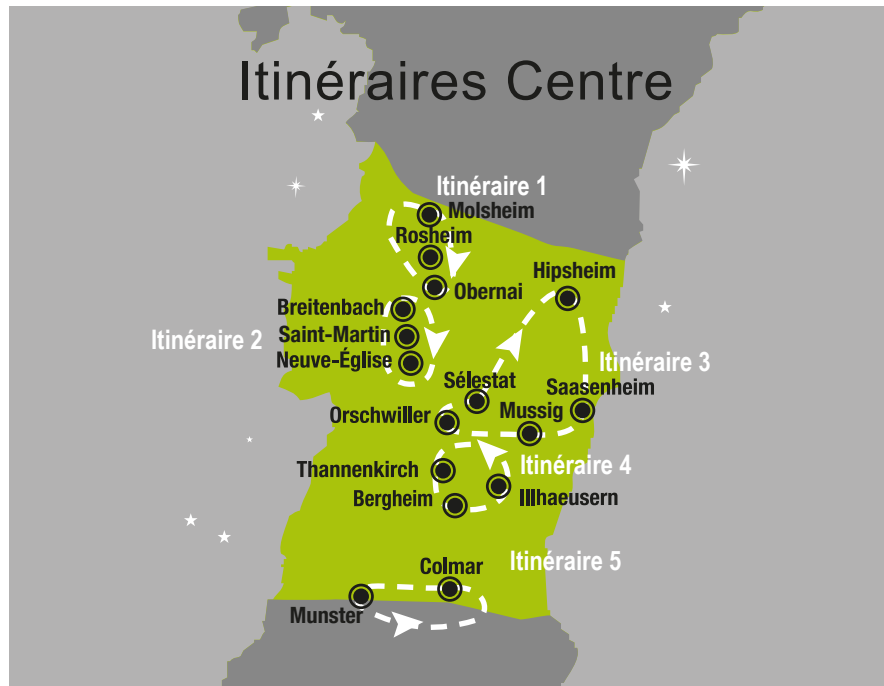 Itinéraires Centre
Itinéraire 1
Molsheim
Rosheim
Obernai
Hipsheim
Breitenbach
Itinéraire 2
Saint-Martin
Neuve-Église
Itinéraire 3
Sélestat
Saasenheim
Orschwiller
Mussig
Thannenkirch
Itinéraire 4
Bergheim
Illhaeusern
Itinéraire 5
Colmar
Munster